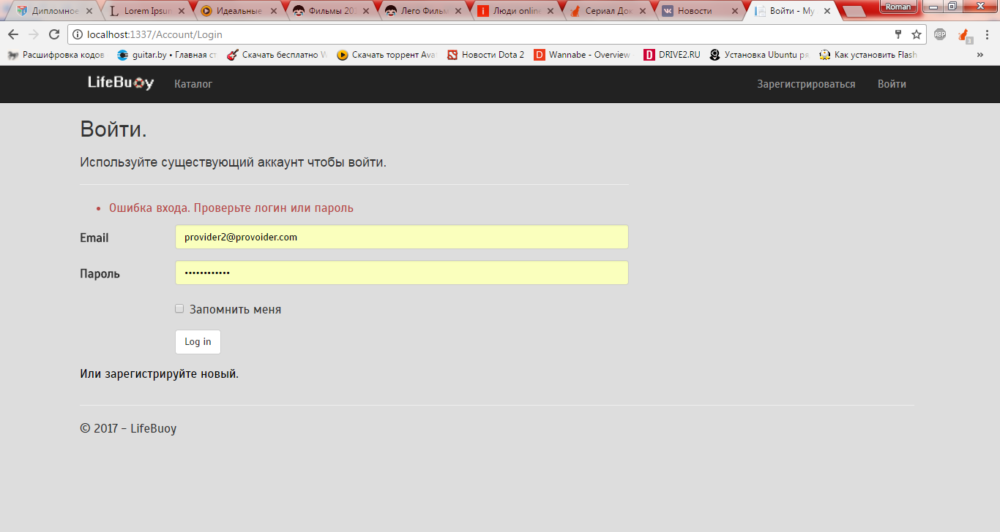 Дипломное Lorem Ipsum Идеальные Фильмы 20 Лего Фильм Люди online Сериал Док Новости Войти - My Roman
localhost:1337/Account/Login ABP 3
Расшифровка кодов guitar.by • Главная ст Скачать бесплатно W Скачать торрент Ava Новости Dota 2 D Wannabe - Overview D DRIVE2.RU Установка Ubuntu ря Как установить Flash »
LifeBuoy Каталог Зарегистрироваться Войти
Войти.
Используйте существующий аккаунт чтобы войти.
• Ошибка входа. Проверьте логин или пароль
Email provider2@provoider.com
Пароль ••••••••••••
Запомнить меня
Log in
Или зарегистрируйте новый.
© 2017 - LifeBuoy